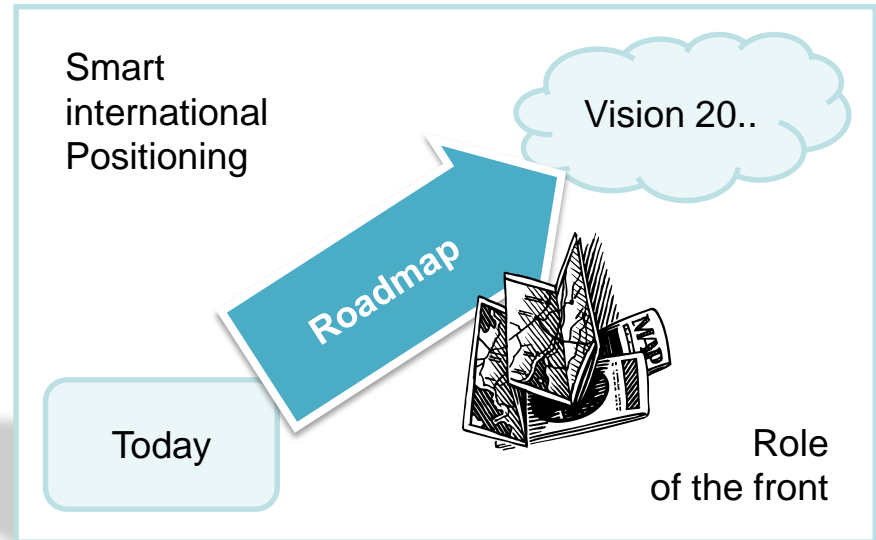 Smart
international
Positioning
Vision 20..
Roadmap
MAP
Today
Role
of the front